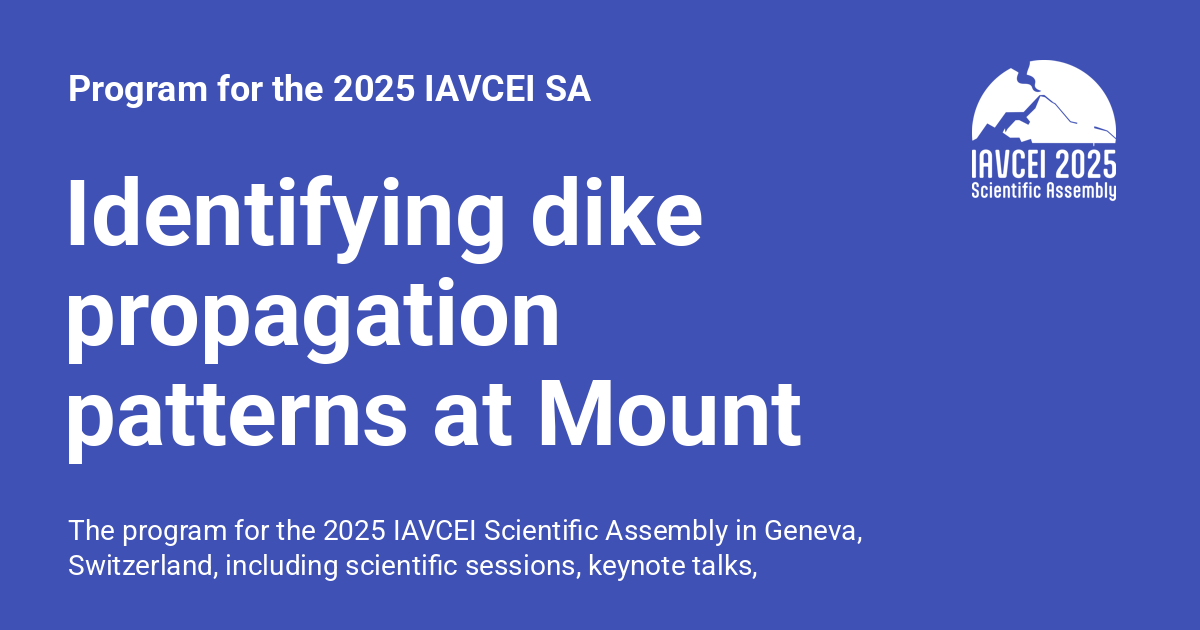 Program for the 2025 IAVCEI SA
IAVCEI 2025
Scientific Assembly
Identifying dike
propagation
patterns at Mount
The program for the 2025 IAVCEI Scientific Assembly in Geneva,
Switzerland, including scientific sessions, keynote talks,